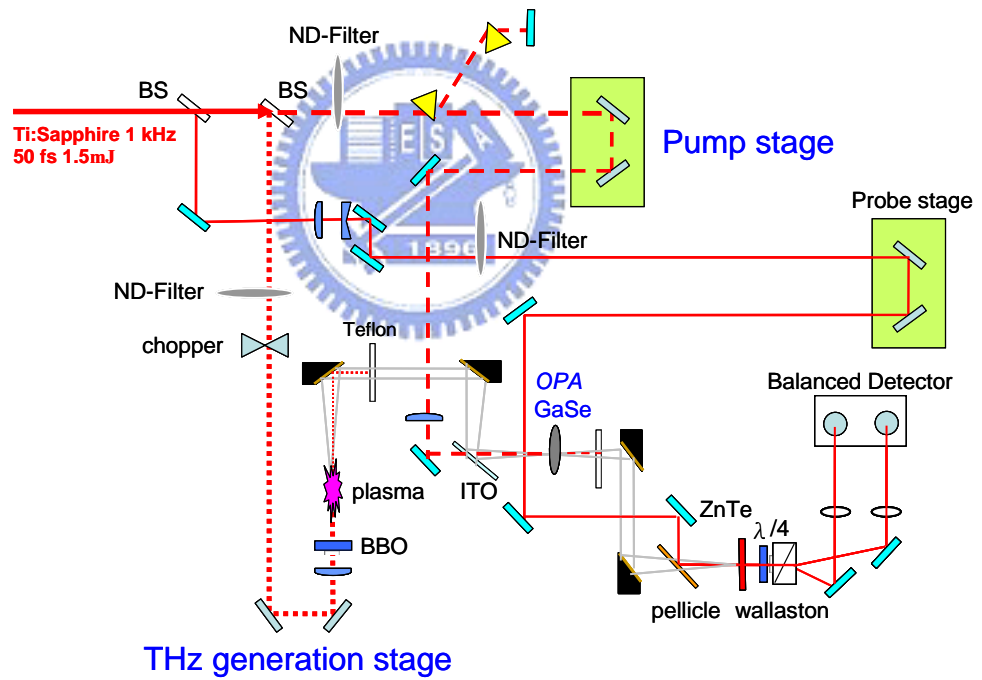 ND-Filter
BS
BS
Ti:Sapphire 1 kHz
50 fs 1.5mJ
E S A
Pump stage
1896
Probe stage
ND-Filter
ND-Filter
Teflon
chopper
OPA
GaSe
Balanced Detector
plasma
ITO
ZnTe
λ /4
BBO
pellicle
wallaston
THz generation stage